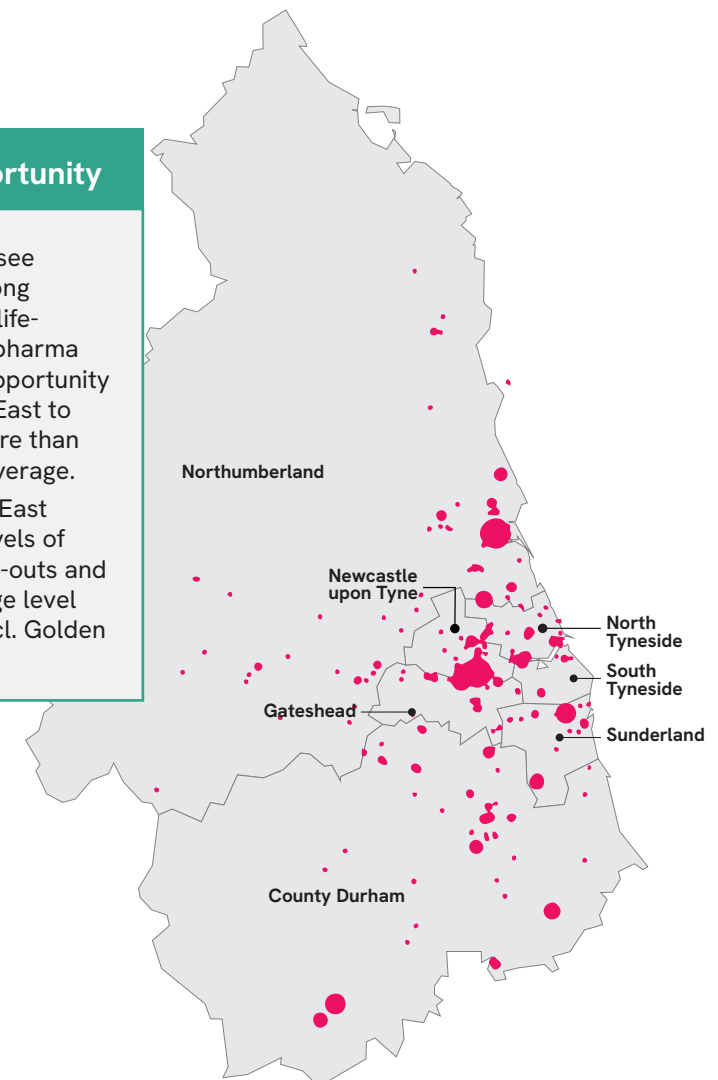 ortunity
see
ong
life-
pharma
pportunity
East to
re than
verage.
East
vels of
-outs and
ge level
cl. Golden
Northumberland
Newcastle
upon Tyne
North
Tyneside
South
Tyneside
Gateshead
Sunderland
County Durham